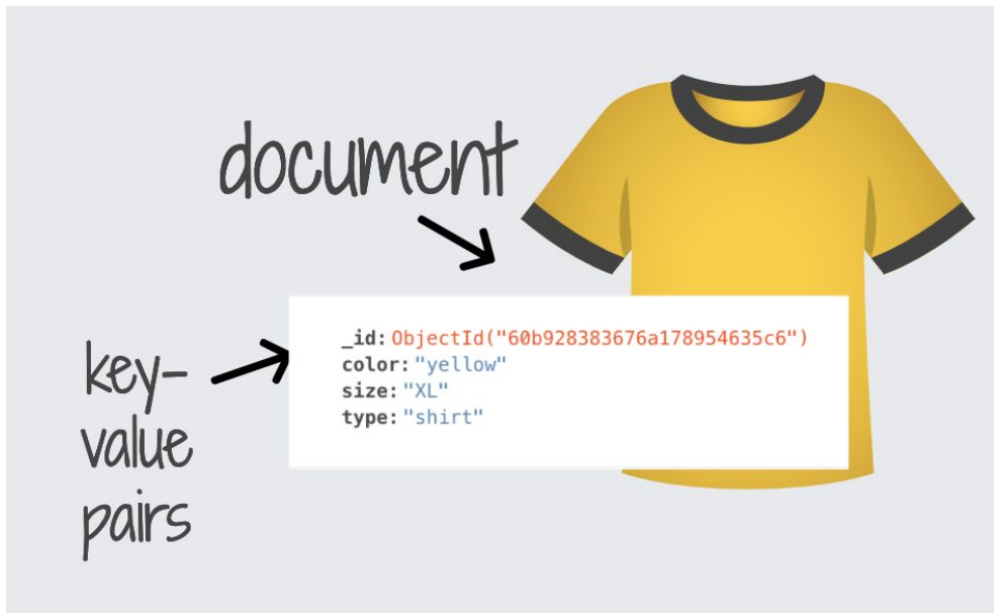 document
_id: ObjectId("60b928383676a178954635c6")
color: "yellow"
size: "XL"
type: "shirt"
key-
value
pairs